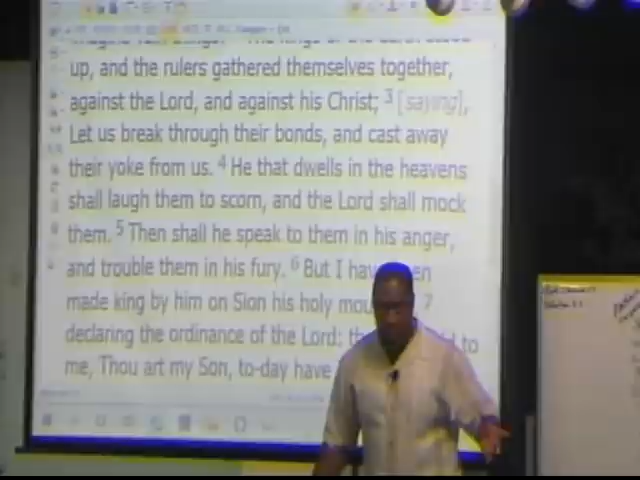 up, and the rulers gathered themselves together,
against the Lord, and against his Christ; 3 [saying],
Let us break through their bonds, and cast away
their yoke from us. 4 He that dwells in the heavens
shall laugh them to scorn, and the Lord shall mock
them. 5 Then shall he speak to them in his anger,
and trouble them in his fury. 6 But I
made king by him on Sion his holy 7
declaring the ordinance of the Lord: to
me, Thou art my Son, to-day have